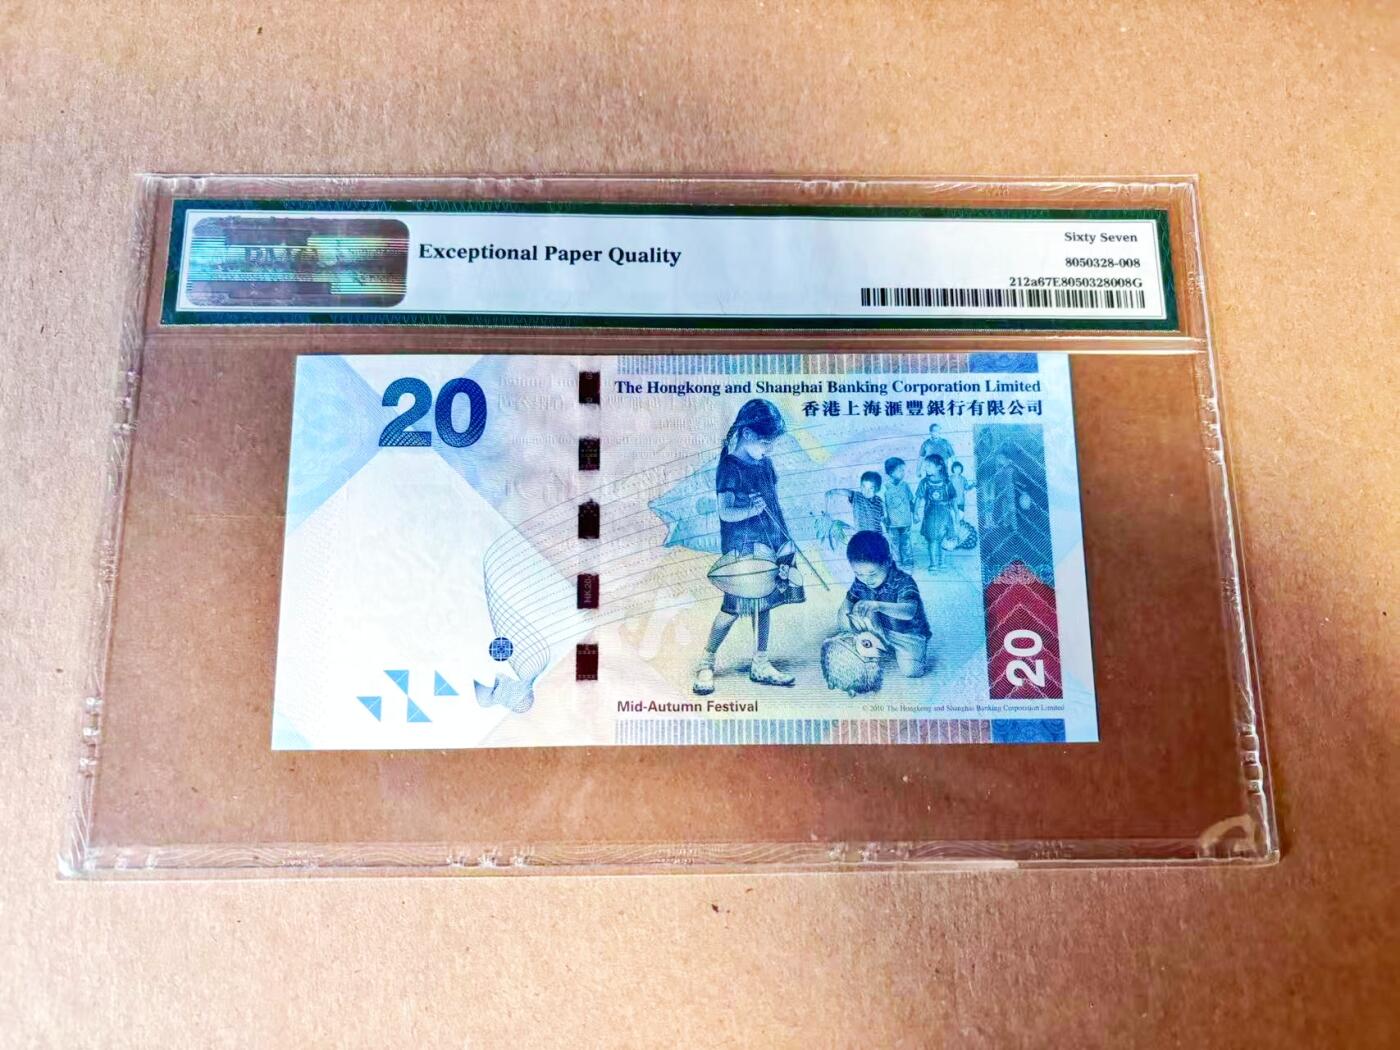 PMG
Exceptional Paper Quality
Sixty Seven
8050328-008
212a67E8050328008G
20
The Hongkong and Shanghai Banking Corporation Limited
香港上海滙豐銀行有限公司
HK20
20
Mid-Autumn Festival
© 2010 The Hongkong and Shanghai Banking Corporation Limited